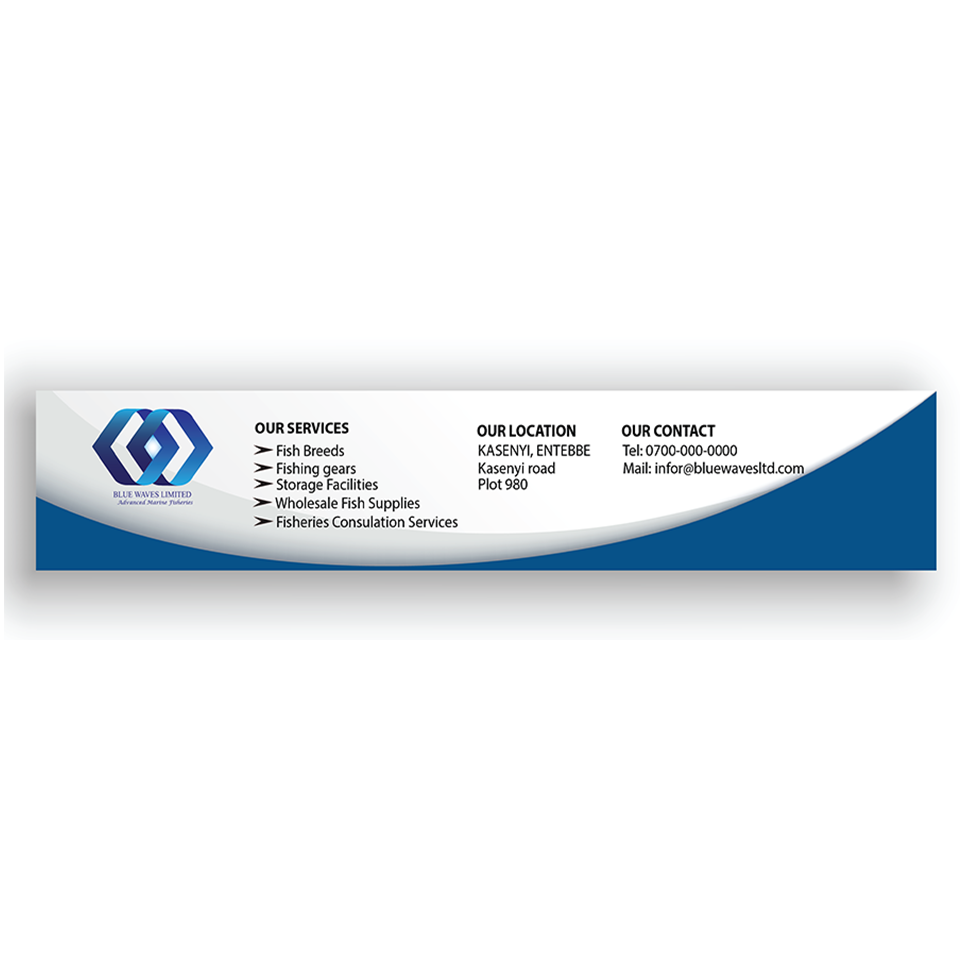 BLUE WAVES LIMITED
Advanced Marine Fisheries
OUR SERVICES
➤ Fish Breeds
➤ Fishing gears
➤ Storage Facilities
➤ Wholesale Fish Supplies
➤ Fisheries Consulation Services
OUR LOCATION
KASENYI, ENTEBBE
Kasenyi road
Plot 980
OUR CONTACT
Tel: 0700-000-0000
Mail: infor@bluewavesltd.com